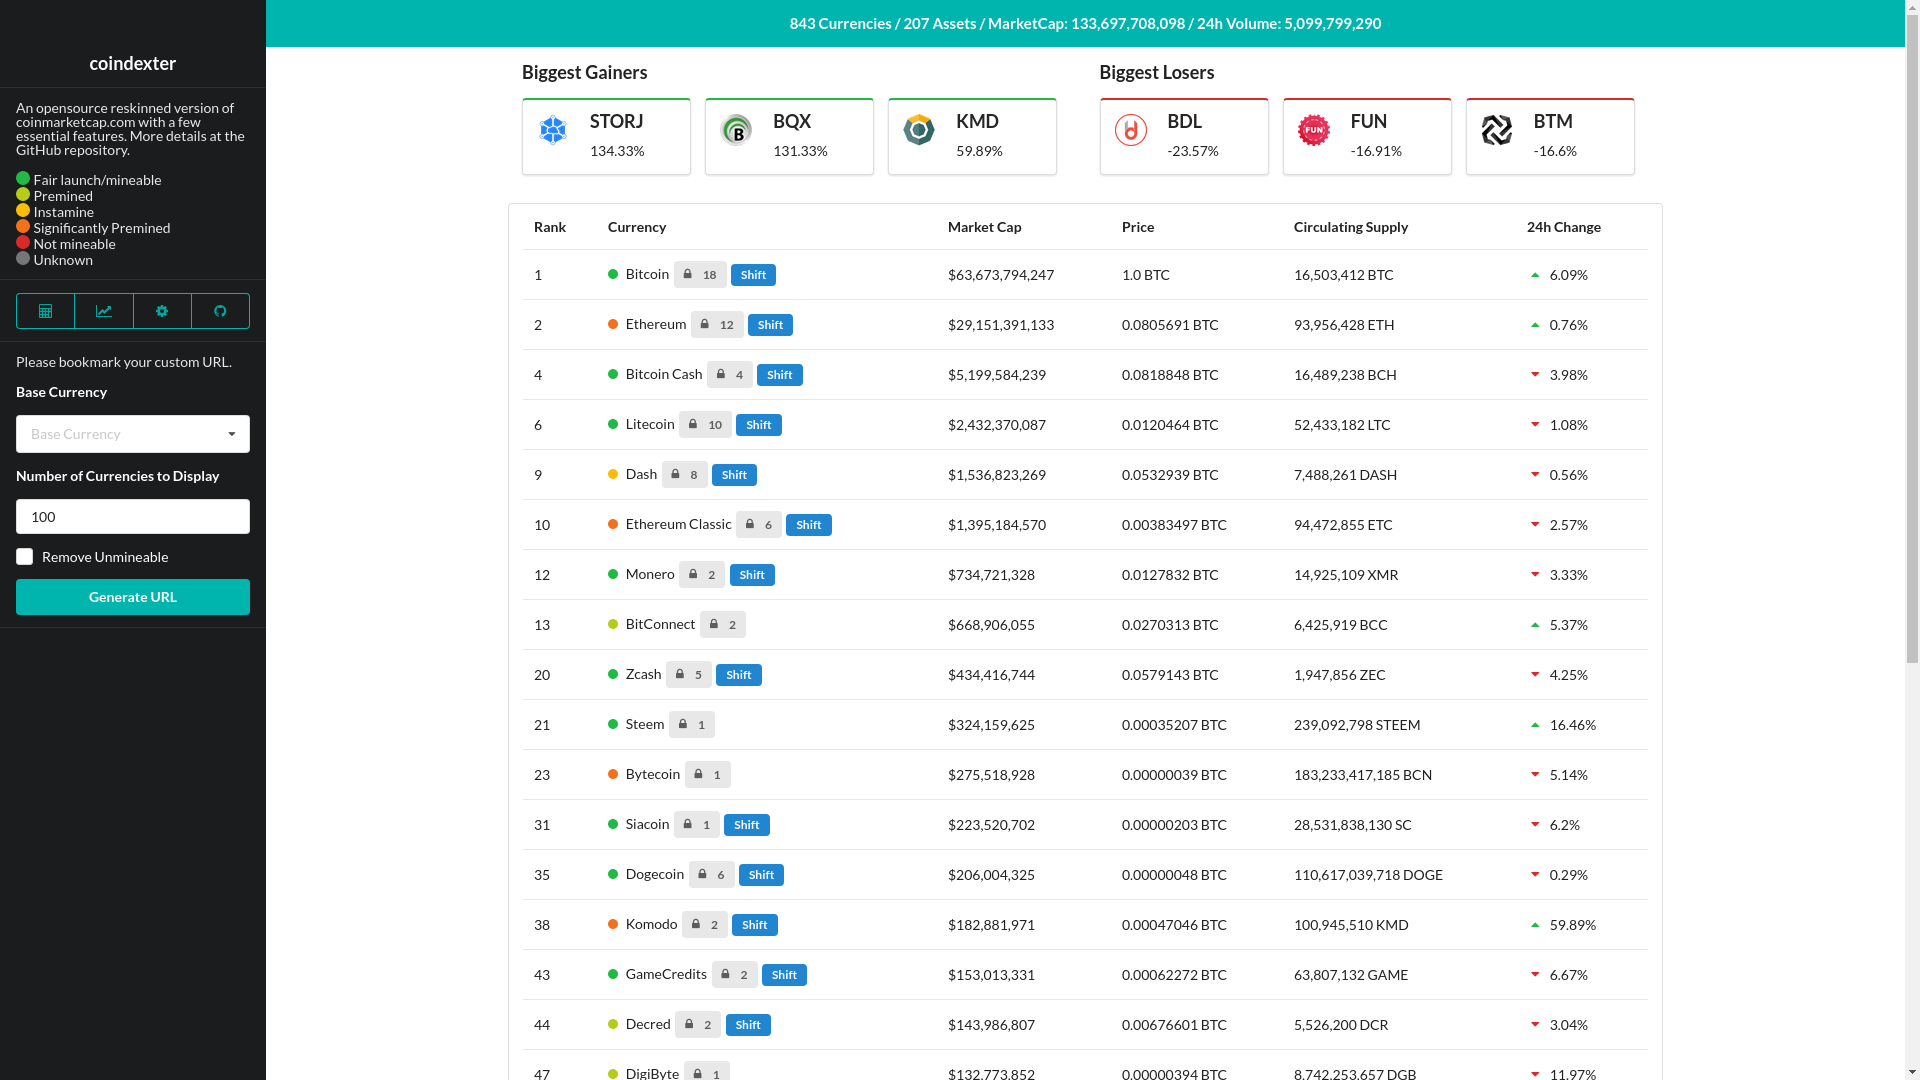 coindexter
An opensource reskinned version of
coinmarketcap.com with a few
essential features. More details at the
GitHub repository.
Fair launch/mineable
Premined
Instamine
Significantly Premined
Not mineable
Unknown
Please bookmark your custom URL.
Base Currency
Base Currency
Number of Currencies to Display
100
Remove Unmineable
Generate URL
843 Currencies / 207 Assets / MarketCap: 133,697,708,098 / 24h Volume: 5,099,799,290
Biggest Gainers
STORJ
134.33%
BQX
131.33%
KMD
59.89%
Biggest Losers
BDL
-23.57%
FUN
-16.91%
BTM
-16.6%
Rank Currency Market Cap Price Circulating Supply 24h Change
1 Bitcoin 18 Shift $63,673,794,247 1.0 BTC 16,503,412 BTC 6.09%
2 Ethereum 12 Shift $29,151,391,133 0.0805691 BTC 93,956,428 ETH 0.76%
4 Bitcoin Cash 4 Shift $5,199,584,239 0.0818848 BTC 16,489,238 BCH 3.98%
6 Litecoin 10 Shift $2,432,370,087 0.0120464 BTC 52,433,182 LTC 1.08%
9 Dash 8 Shift $1,536,823,269 0.0532939 BTC 7,488,261 DASH 0.56%
10 Ethereum Classic 6 Shift $1,395,184,570 0.00383497 BTC 94,472,855 ETC 2.57%
12 Monero 2 Shift $734,721,328 0.0127832 BTC 14,925,109 XMR 3.33%
13 BitConnect 2 $668,906,055 0.0270313 BTC 6,425,919 BCC 5.37%
20 Zcash 5 Shift $434,416,744 0.0579143 BTC 1,947,856 ZEC 4.25%
21 Steem 1 $324,159,625 0.00035207 BTC 239,092,798 STEEM 16.46%
23 Bytecoin 1 $275,518,928 0.00000039 BTC 183,233,417,185 BCN 5.14%
31 Siacoin 1 Shift $223,520,702 0.00000203 BTC 28,531,838,130 SC 6.2%
35 Dogecoin 6 Shift $206,004,325 0.00000048 BTC 110,617,039,718 DOGE 0.29%
38 Komodo 2 Shift $182,881,971 0.00047046 BTC 100,945,510 KMD 59.89%
43 GameCredits 2 Shift $153,013,331 0.00062272 BTC 63,807,132 GAME 6.67%
44 Decred 2 Shift $143,986,807 0.00676601 BTC 5,526,200 DCR 3.04%
47 DigiByte 1 $132,773,852 0.00000394 BTC 8,742,253,657 DGB 11.97%